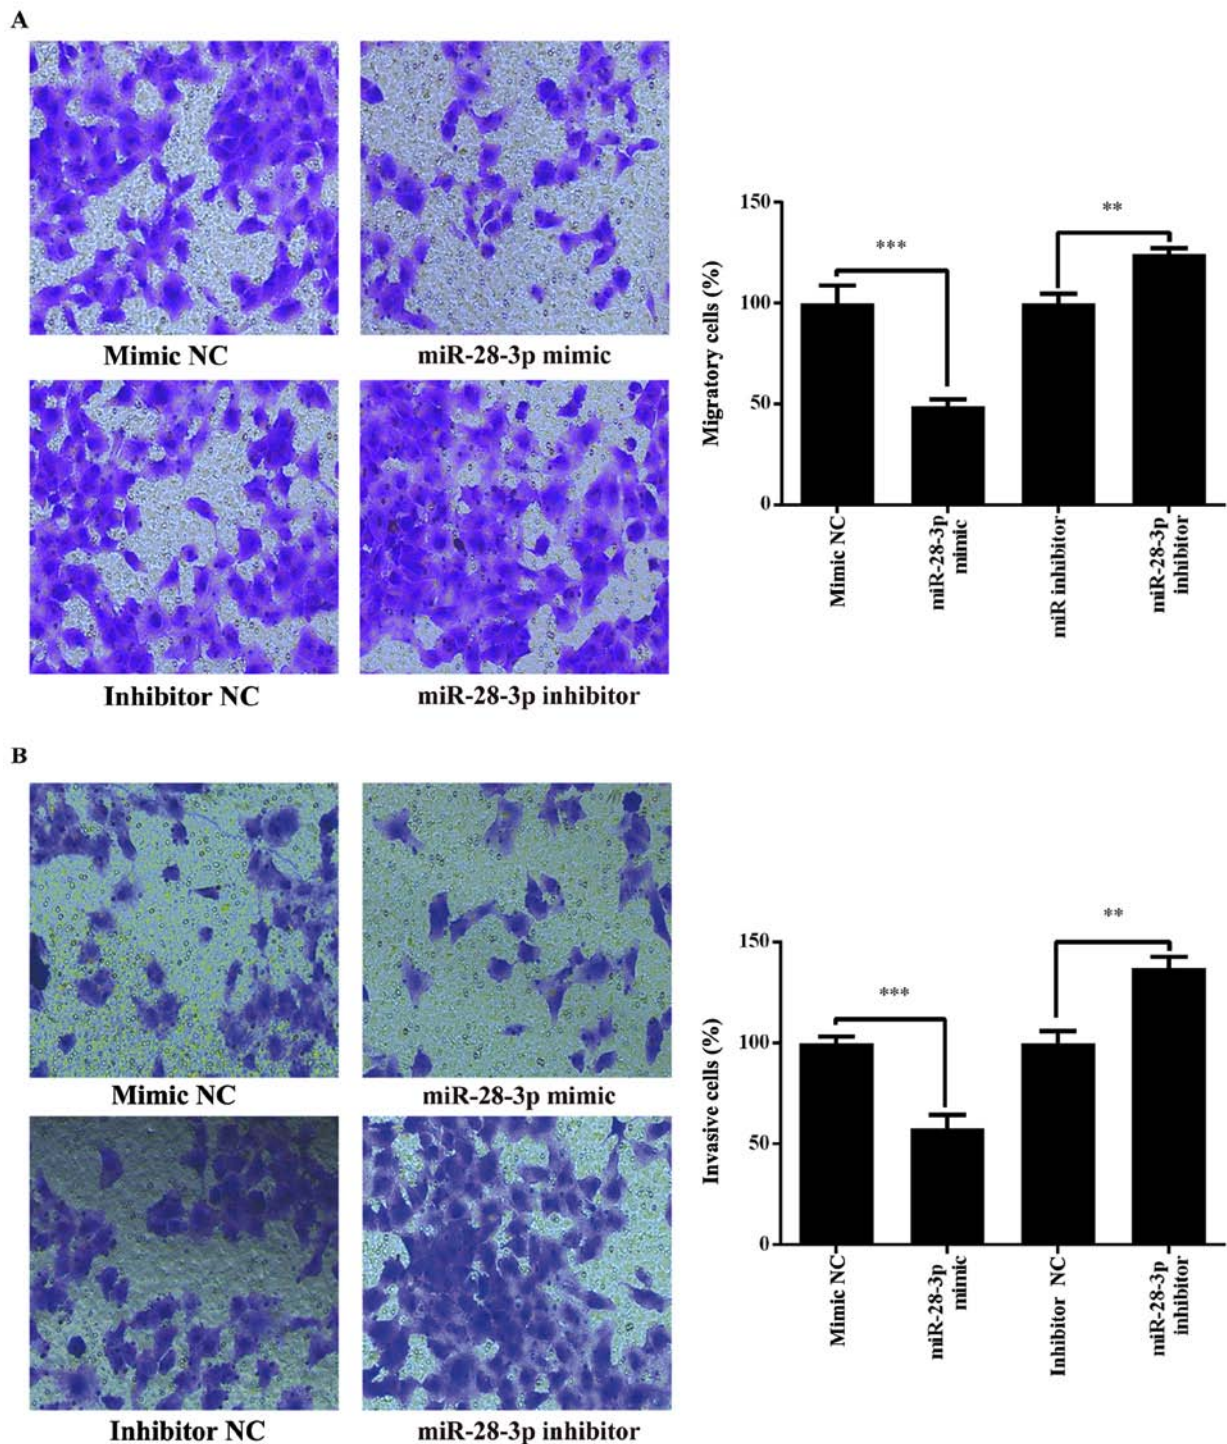 A
Mimic NC
miR-28-3p mimic
Inhibitor NC
miR-28-3p inhibitor
Migratory cells (%)
150
100
50
0
***
**
Mimic NC
miR-28-3p
mimic
miR inhibitor
miR-28-3p
inhibitor
B
Mimic NC
miR-28-3p mimic
Inhibitor NC
miR-28-3p inhibitor
Invasive cells (%)
150
100
50
0
***
**
Mimic NC
miR-28-3p
mimic
Inhibitor NC
miR-28-3p
inhibitor